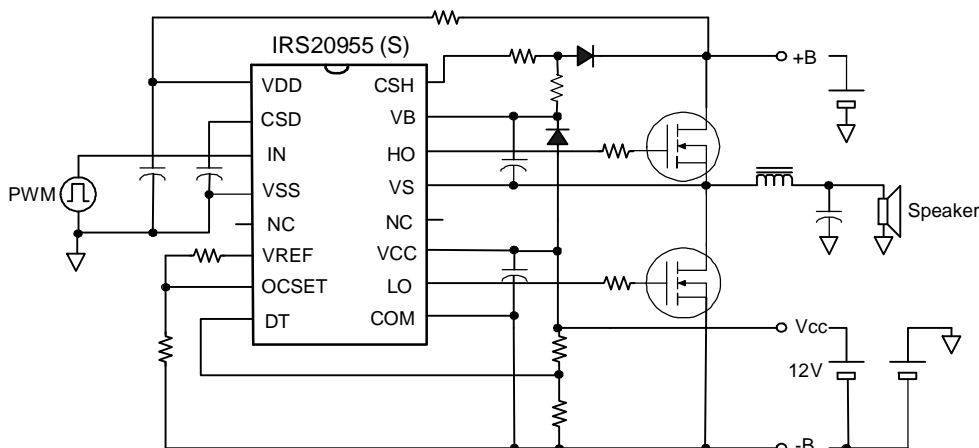 IRS20955 (S)
VDD
CSD
IN
VSS
NC
VREF
OCSET
DT
CSH
VB
HO
VS
NC
VCC
LO
COM
PWM
+B
Speaker
Vcc
12V
-B